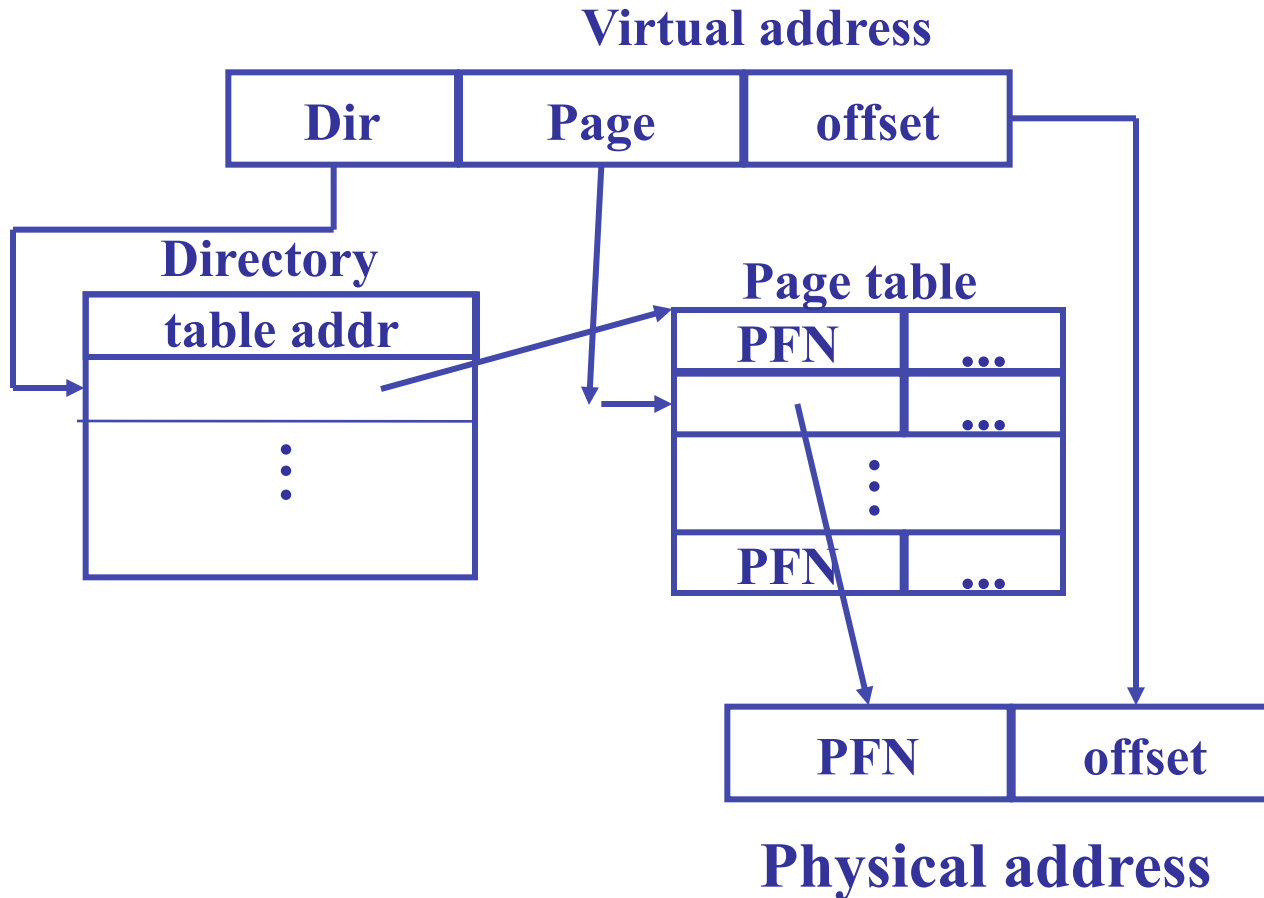 Virtual address
Dir Page offset
Directory
Page table
table addr
PFN ...
...
PFN ...
PFN offset
Physical address